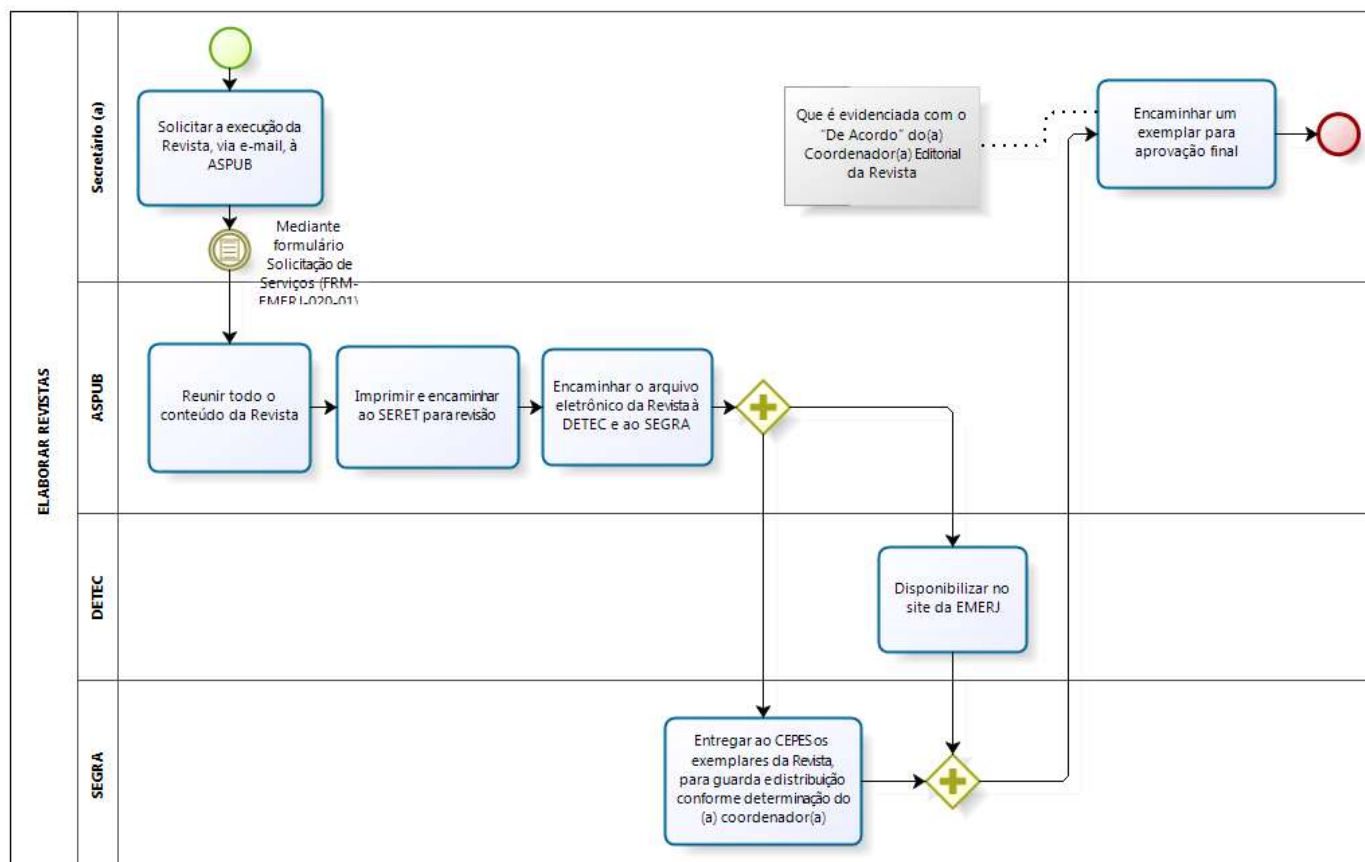 ELABORAR REVISTAS
Secretário (a)
Solicitar a execução da
Revista, via e-mail, à
ASPUB
Mediante
formulário
Solicitação de
Serviços (FRM-
EMERJ-020-01)
Que é evidenciada com o
"De Acordo" do(a)
Coordenador(a) Editorial
da Revista
Encaminhar um
exemplar para
aprovação final
ASPUB
Reunir todo o
conteúdo da Revista
Imprimir e encaminhar
ao SERET para revisão
Encaminhar o arquivo
eletrônico da Revista à
DETEC e ao SEGRA
DETEC
Disponibilizar no
site da EMERJ
SEGRA
Entregar ao CEPES os
exemplares da Revista,
para guarda e distribuição
conforme determinação do
(a) coordenador(a)